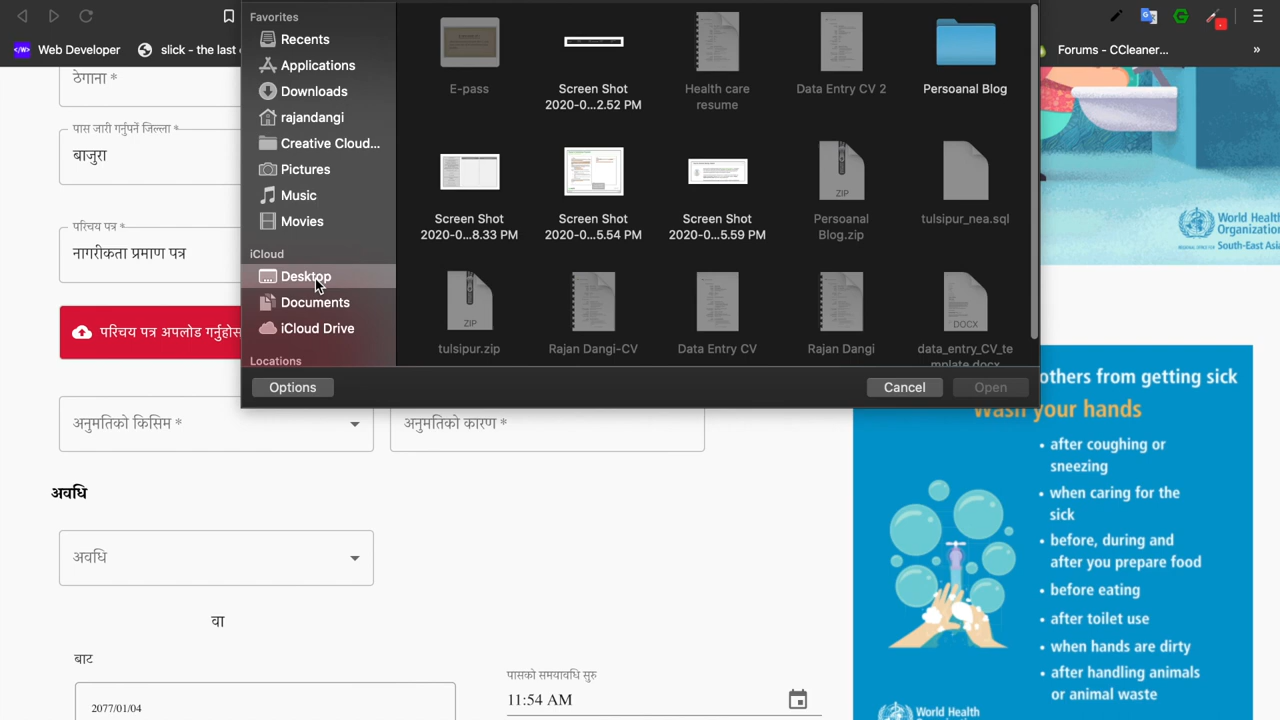 Web Developer
slick - the last
Forums - CCleaner...
»
ठेगाना *
पास जारी गर्नुपर्ने जिल्ला *
बाजुरा
परिचय पत्र *
नागरीकता प्रमाण पत्र
परिचय पत्र अपलोड गर्नुहोस
Favorites
Recents
Applications
Downloads
rajandangi
Creative Cloud...
Pictures
Music
Movies
iCloud
Desktop
Documents
iCloud Drive
Locations
E-pass
Screen Shot
2020-0...2.52 PM
Health care
resume
Data Entry CV 2
Persoanal Blog
Screen Shot
2020-0...8.33 PM
Screen Shot
2020-0...5.54 PM
Screen Shot
2020-0...5.59 PM
ZIP
Persoanal
Blog.zip
tulsipur_nea.sql
ZIP
tulsipur.zip
Rajan Dangi-CV
Data Entry CV
Rajan Dangi
DOCX
data_entry_CV_te
mplate.docx
Options
Cancel
Open
अनुमतिको किसिम *
अनुमतिको कारण *
अवधि
अवधि
वा
बाट
2077/01/04
पासको समयावधि सुरु
11:54 AM
World Health
Organization
REGIONAL OFFICE FOR South-East Asia
others from getting sick
Wash your hands
• after coughing or
sneezing
• when caring for the
sick
• before, during and
after you prepare food
• before eating
• after toilet use
• when hands are dirty
• after handling animals
or animal waste
World Health